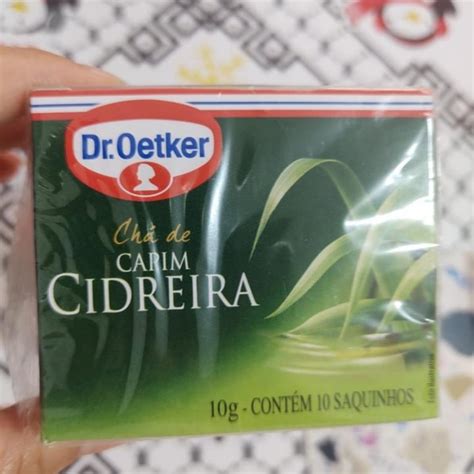 Dr.Oetker
Chá de
CAPIM
CIDREIRA
10g - CONTÉM 10 SAQUINHOS